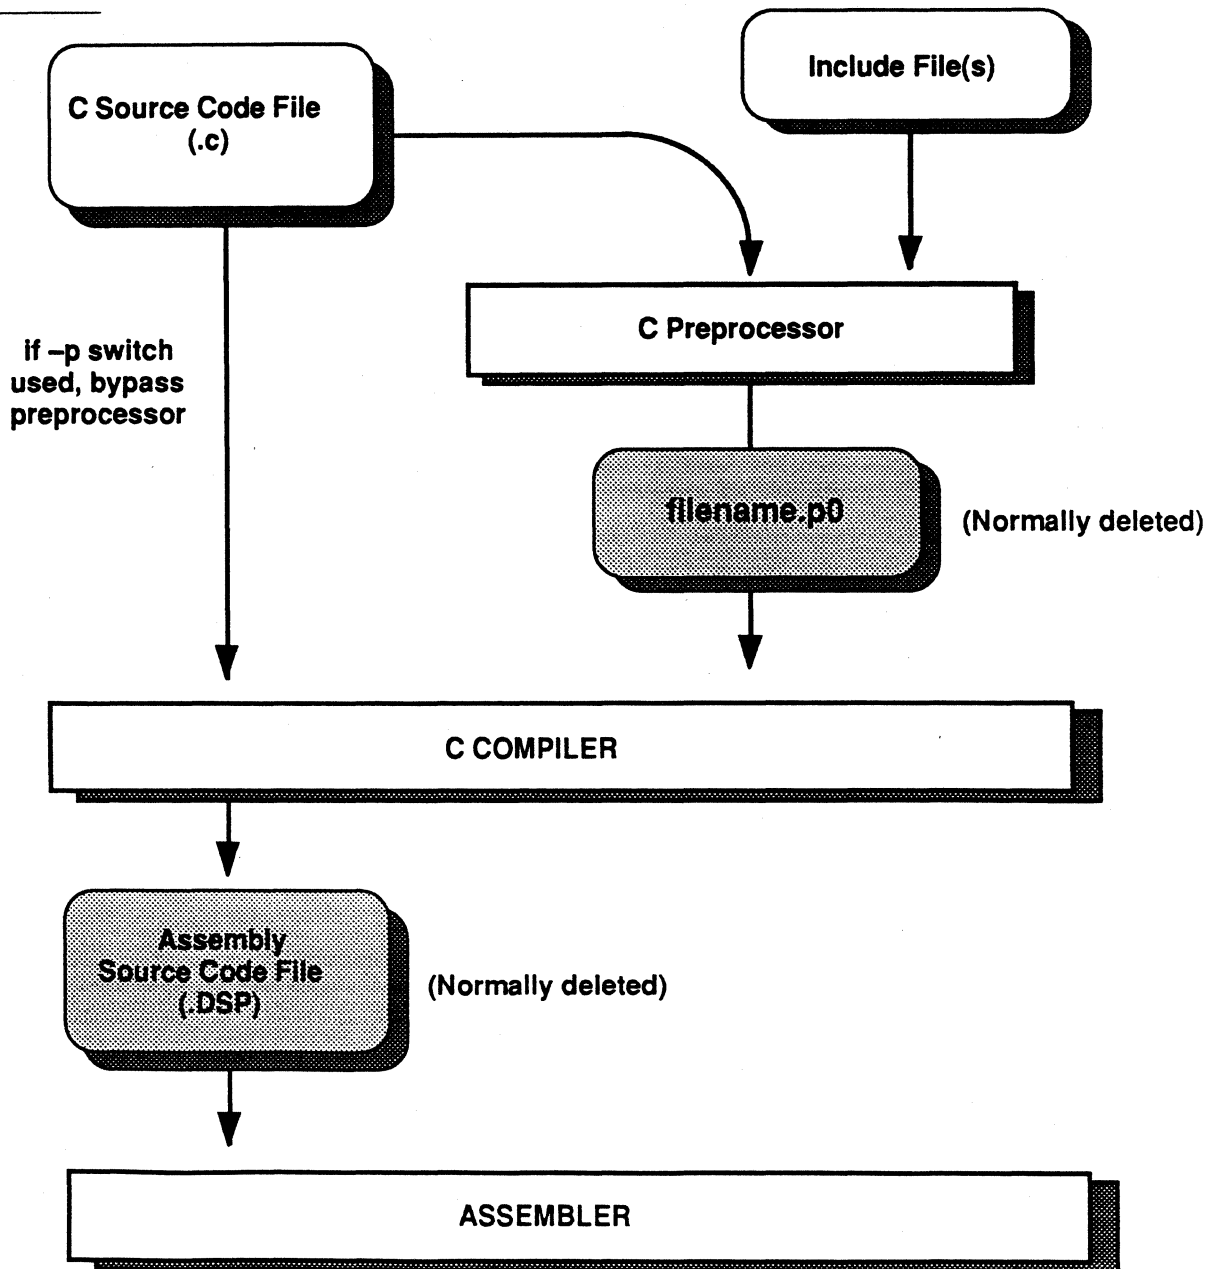 C Source Code File
(.c)
Include File(s)
C Preprocessor
if –p switch
used, bypass
preprocessor
filename.p0
(Normally deleted)
C COMPILER
Assembly
Source Code File
(.DSP)
(Normally deleted)
ASSEMBLER